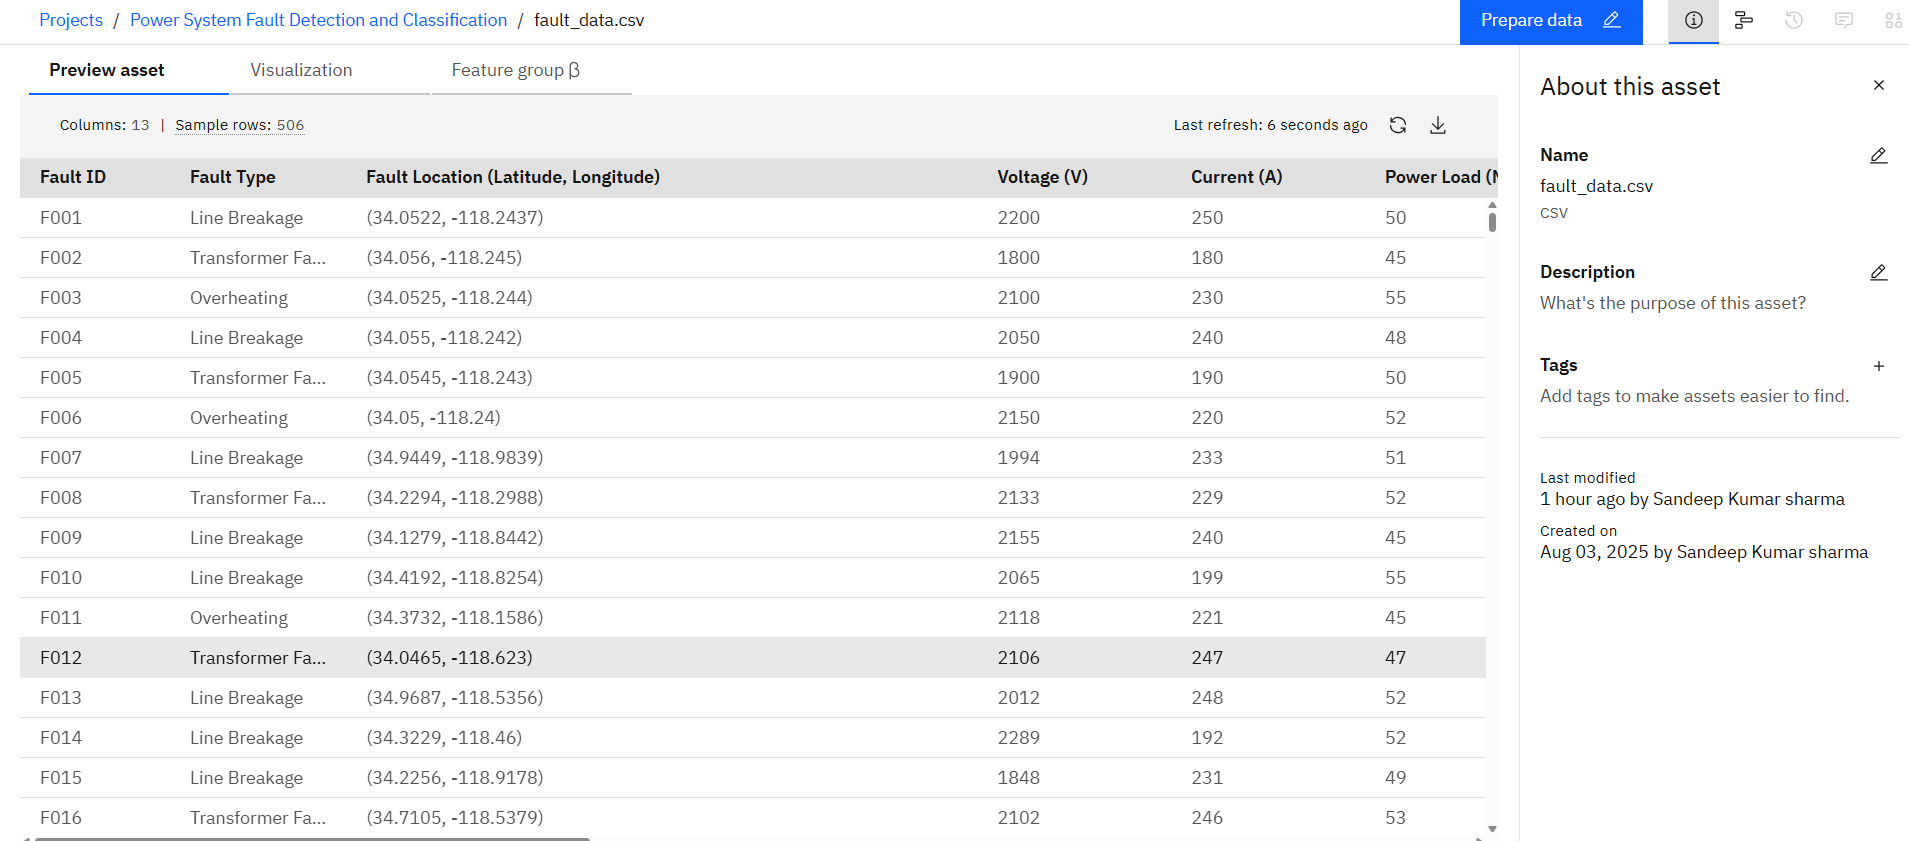 Projects / Power System Fault Detection and Classification / fault_data.csv
Prepare data
Preview asset Visualization Feature group β
Columns: 13 | Sample rows: 506 Last refresh: 6 seconds ago
Fault ID Fault Type Fault Location (Latitude, Longitude) Voltage (V) Current (A) Power Load (M
F001 Line Breakage (34.0522, -118.2437) 2200 250 50
F002 Transformer Fa... (34.056, -118.245) 1800 180 45
F003 Overheating (34.0525, -118.244) 2100 230 55
F004 Line Breakage (34.055, -118.242) 2050 240 48
F005 Transformer Fa... (34.0545, -118.243) 1900 190 50
F006 Overheating (34.05, -118.24) 2150 220 52
F007 Line Breakage (34.9449, -118.9839) 1994 233 51
F008 Transformer Fa... (34.2294, -118.2988) 2133 229 52
F009 Line Breakage (34.1279, -118.8442) 2155 240 45
F010 Line Breakage (34.4192, -118.8254) 2065 199 55
F011 Overheating (34.3732, -118.1586) 2118 221 45
F012 Transformer Fa... (34.0465, -118.623) 2106 247 47
F013 Line Breakage (34.9687, -118.5356) 2012 248 52
F014 Line Breakage (34.3229, -118.46) 2289 192 52
F015 Line Breakage (34.2256, -118.9178) 1848 231 49
F016 Transformer Fa... (34.7105, -118.5379) 2102 246 53
About this asset
Name
fault_data.csv
CSV
Description
What's the purpose of this asset?
Tags
Add tags to make assets easier to find.
Last modified
1 hour ago by Sandeep Kumar sharma
Created on
Aug 03, 2025 by Sandeep Kumar sharma